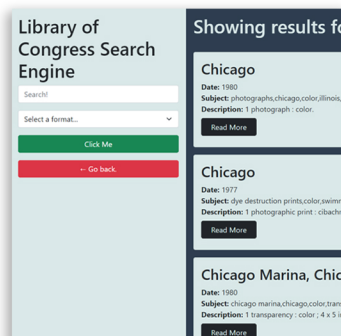 Library of
Congress Search
Engine
Search!
Select a format...
Click Me
← Go back.
Showing results
Chicago
Date: 1980
Subject: photographs,chicago,color,illinois,
Description: 1 photograph : color.
Read More
Chicago
Date: 1977
Subject: dye destruction prints,color,swimm
Description: 1 photographic print : cibachr
Read More
Chicago Marina, Chic
Date: 1980
Subject: chicago marina,chicago,color,trans
Description: 1 transparency : color ; 4 x 5 i
Read More